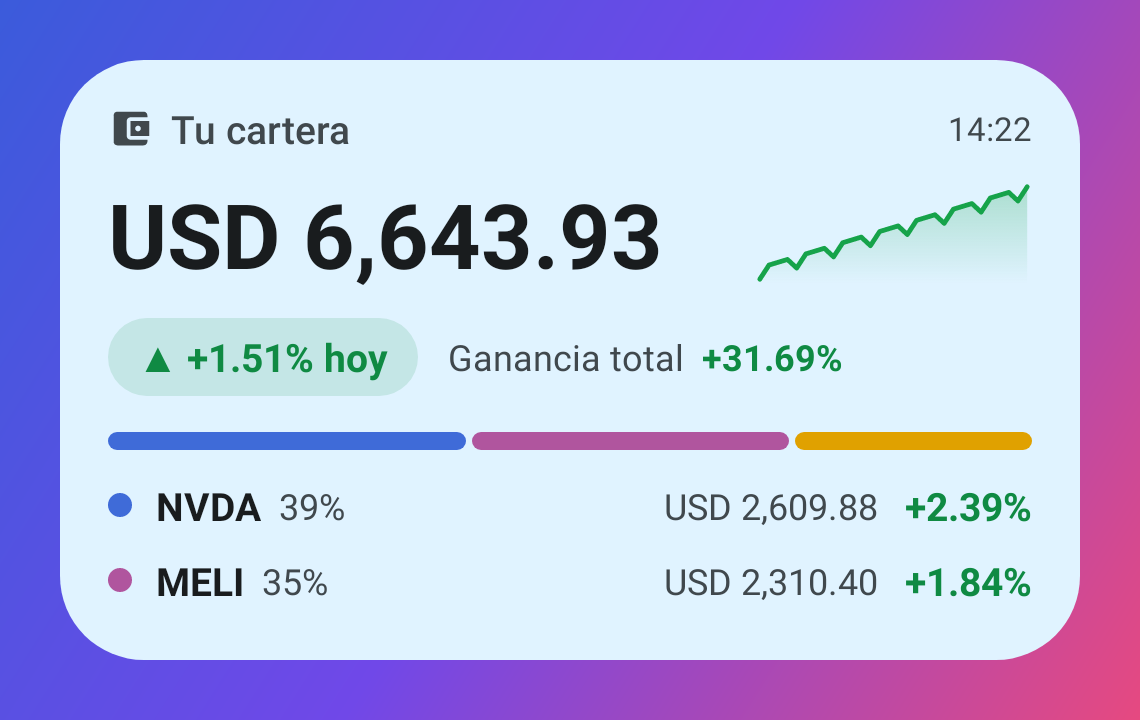 Tu cartera 14:22
USD 6,643.93
▲ +1.51% hoy Ganancia total +31.69%
NVDA 39% USD 2,609.88 +2.39%
MELI 35% USD 2,310.40 +1.84%